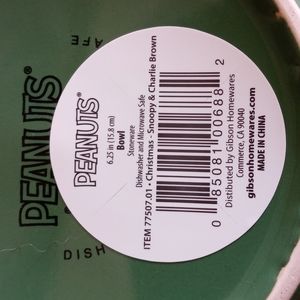 PEANUTS®
AFE
DISH
PEANUTS®
6.25 in (15.8 cm)
Bowl
Stoneware
Dishwasher and Microwave Safe
ITEM 77507.01 • Christmas - Snoopy & Charlie Brown
0 85081 00688 2
Distibuted by Gibson Homewares
Commerce, CA 90040
gibsonhomewares.com
MADE IN CHINA